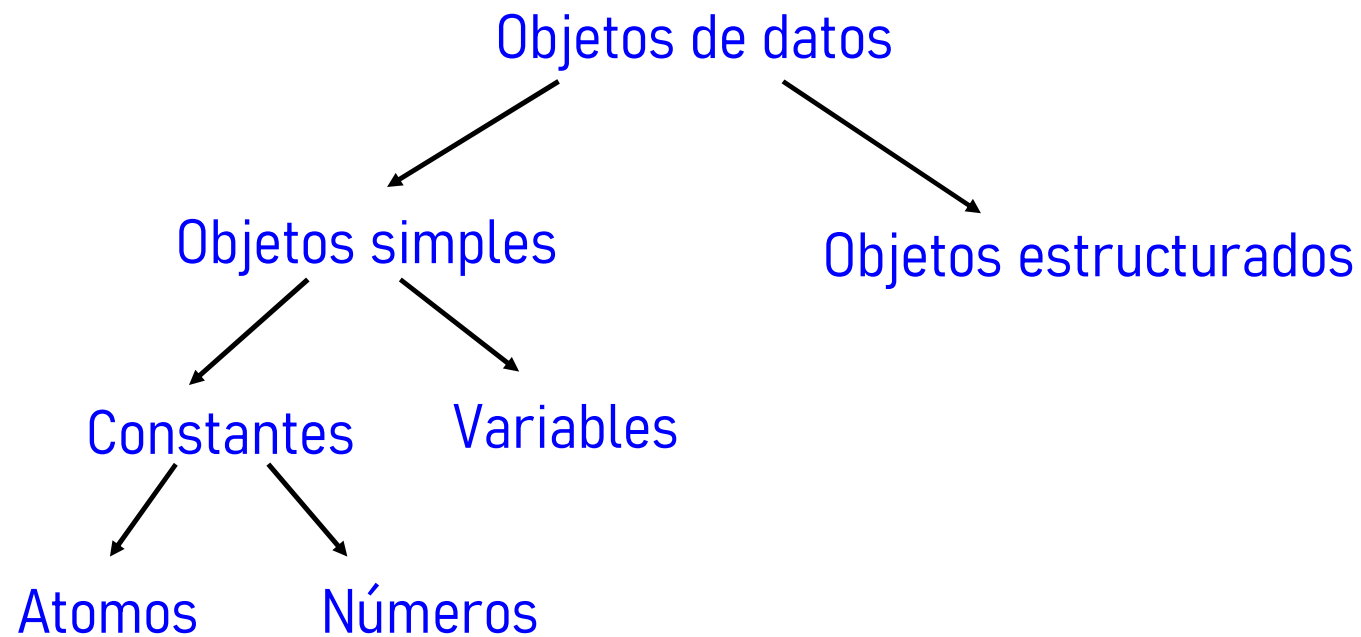 Objetos de datos
Objetos simples
Objetos estructurados
Constantes
Variables
Atomos
Números